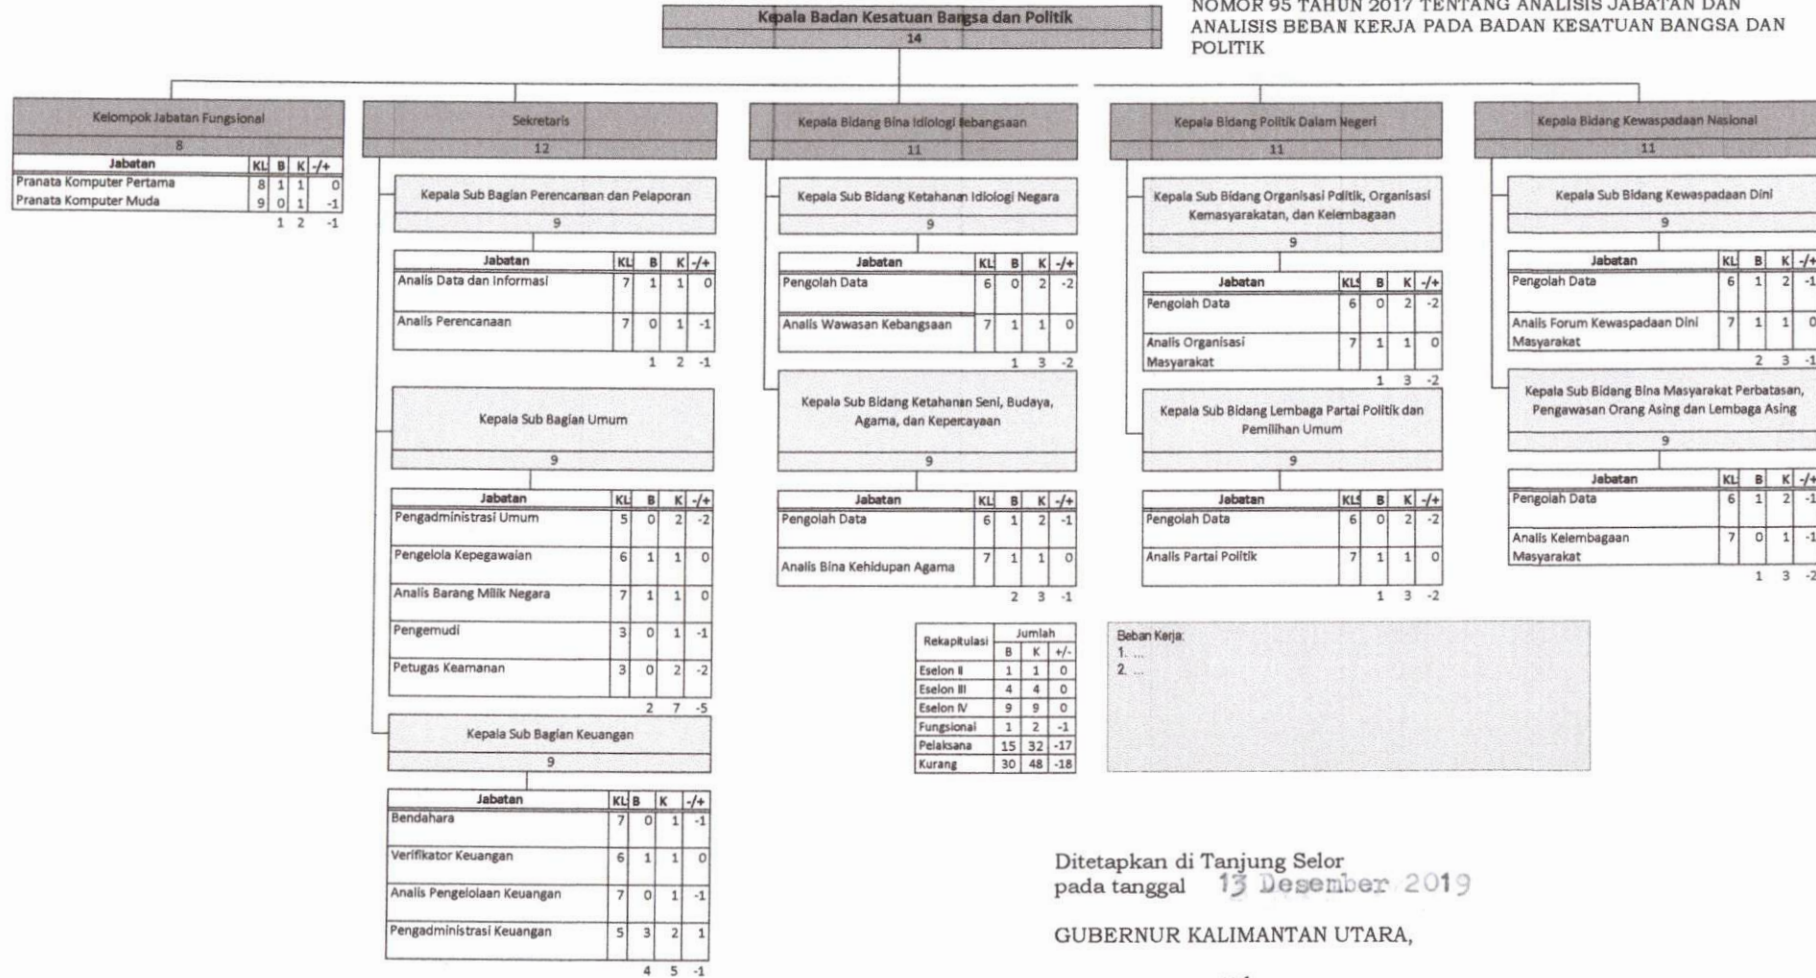 NOMOR 95 TAHUN 2017 TENTANG ANALISIS JABATAN DAN
ANALISIS BEBAN KERJA PADA BADAN KESATUAN BANGSA DAN
POLITIK
Kepala Badan Kesatuan Bangsa dan Politik
14
Kelompok Jabatan Fungsional
8
Jabatan KL B K -/+
Pranata Komputer Pertama 8 1 1 0
Pranata Komputer Muda 9 0 1 -1
1 2 -1
Sekretaris
12
Kepala Sub Bagian Perencanaan dan Pelaporan
9
Jabatan KL B K -/+
Analis Data dan Informasi 7 1 1 0
Analis Perencanaan 7 0 1 -1
1 2 -1
Kepala Sub Bagian Umum
9
Jabatan KL B K -/+
Pengadministrasi Umum 5 0 2 -2
Pengelola Kepegawaian 6 1 1 0
Analis Barang Milik Negara 7 1 1 0
Pengemudi 3 0 1 -1
Petugas Keamanan 3 0 2 -2
2 7 -5
Kepala Sub Bagian Keuangan
9
Jabatan KL B K -/+
Bendahara 7 0 1 -1
Verifikator Keuangan 6 1 1 0
Analis Pengelolaan Keuangan 7 0 1 -1
Pengadministrasi Keuangan 5 3 2 1
4 5 -1
Kepala Bidang Bina Idiologi Kebangsaan
11
Kepala Sub Bidang Ketahanan Idiologi Negara
9
Jabatan KL B K -/+
Pengolah Data 6 0 2 -2
Analis Wawasan Kebangsaan 7 1 1 0
1 3 -2
Kepala Sub Bidang Ketahanan Seni, Budaya,
Agama, dan Kepercayaan
9
Jabatan KL B K -/+
Pengolah Data 6 1 2 -1
Analis Bina Kehidupan Agama 7 1 1 0
2 3 -1
Kepala Bidang Politik Dalam Negeri
11
Kepala Sub Bidang Organisasi Politik, Organisasi
Kemasyarakatan, dan Kelembagaan
9
Jabatan KLS B K -/+
Pengolah Data 6 0 2 -2
Analis Organisasi
Masyarakat 7 1 1 0
1 3 -2
Kepala Sub Bidang Lembaga Partai Politik dan
Pemilihan Umum
9
Jabatan KLS B K -/+
Pengolah Data 6 0 2 -2
Analis Partai Politik 7 1 1 0
1 3 -2
Kepala Bidang Kewaspadaan Nasional
11
Kepala Sub Bidang Kewaspadaan Dini
9
Jabatan KL B K -/+
Pengolah Data 6 1 2 -1
Analis Forum Kewaspadaan Dini 7 1 1 0
Masyarakat
2 3 -1
Kepala Sub Bidang Bina Masyarakat Perbatasan,
Pengawasan Orang Asing dan Lembaga Asing
9
Jabatan KL B K -/+
Pengolah Data 6 1 2 -1
Analis Kelembagaan 7 0 1 -1
Masyarakat
1 3 -2
Rekapitulasi Jumlah
B K +/-
Eselon II 1 1 0
Eselon III 4 4 0
Eselon IV 9 9 0
Fungsional 1 2 -1
Pelaksana 15 32 -17
Kurang 30 48 -18
Beban Kerja:
1. ...
2. ...
Ditetapkan di Tanjung Selor
pada tanggal 13 Desember 2019
GUBERNUR KALIMANTAN UTARA,